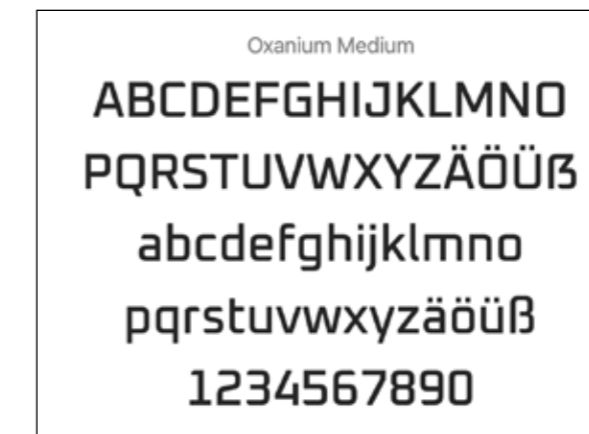 Oxanium Medium
ABCDEFGHIJKLMNO
PQRSTUVWXYZÄÖÜẞ
abcdefghijklmno
pqrstuvwxyzäöüß
1234567890